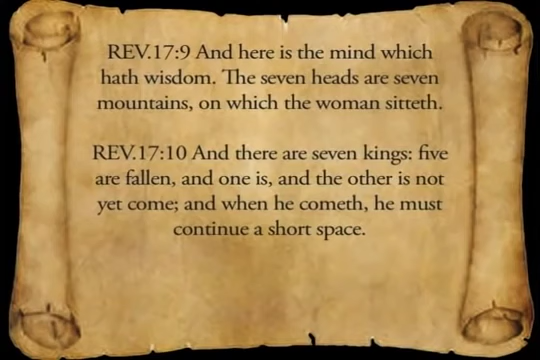 REV.17:9 And here is the mind which
hath wisdom. The seven heads are seven
mountains, on which the woman sitteth.
REV.17:10 And there are seven kings: five
are fallen, and one is, and the other is not
yet come; and when he cometh, he must
continue a short space.